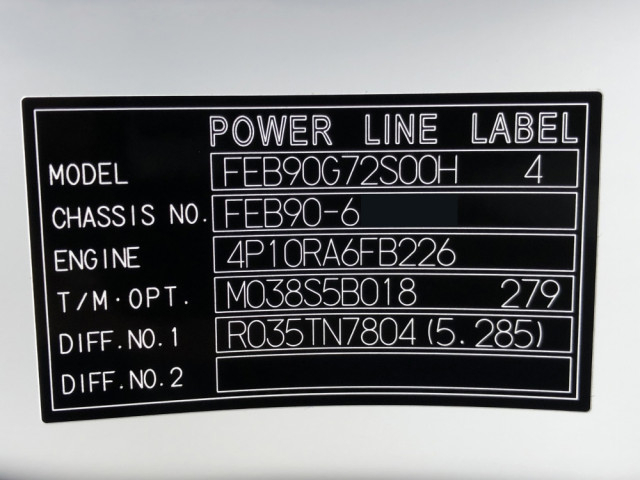 POWER LINE LABEL
MODEL FEB90G72S00H 4
CHASSIS NO. FEB90-6
ENGINE 4P10RA6FB226
T/M·OPT. M038S5B018 279
DIFF.NO.1 R035TN7804(5.285)
DIFF.NO.2